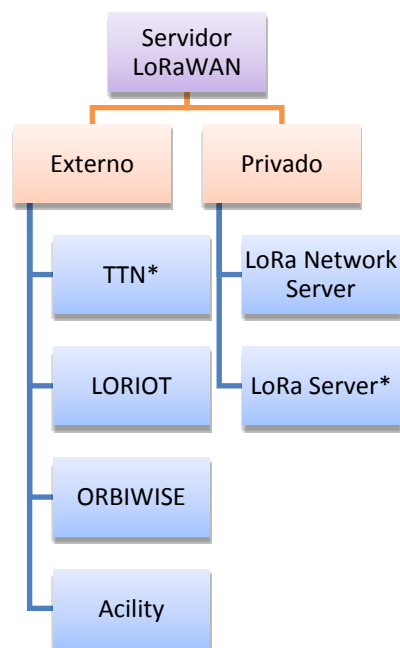 Servidor
LoRaWAN
Externo
Privado
TTN*
LoRa Network
Server
LORIOT
LoRa Server*
ORBIWISE
Acility